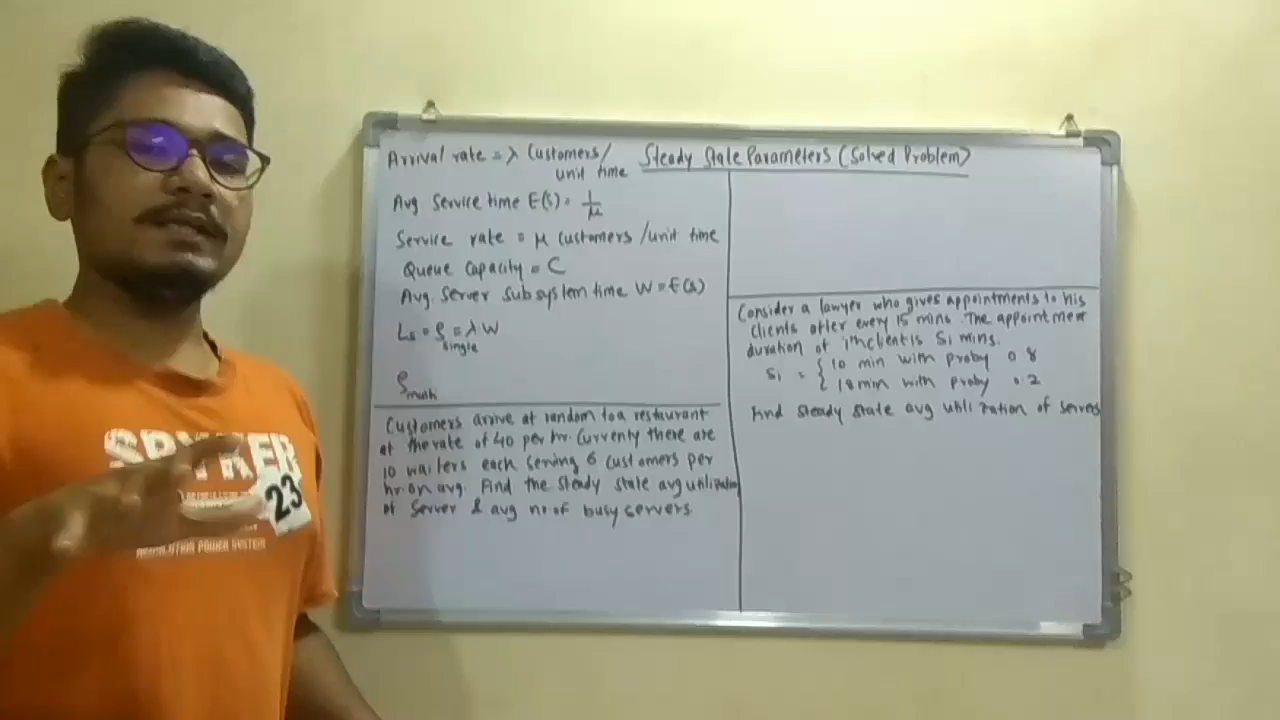 Steady State Parameters (Solved Problem)
Arrival rate = λ Customers/
unit time
Avg Service time E(s) = 1/μ
Service rate = μ customers /unit time
Queue Capacity = C
Avg. Server Subsystem time W = E(s)
Ls = ρ = λ W
single
ρ mult
Customers arrive at random to a restaurant
at the rate of 40 per hr. Currenty there are
10 waiters each serving 6 customers per
hr. on avg. Find the steady state avg utilization
of server & avg no of busy servers.
Consider a lawyer who gives appointments to his
clients after every 15 mins. The appointment
duration of ith client is Si mins.
Si = { 10 min with proby 0.8
{ 18 min with proby 0.2
Find steady state avg utilization of servers
SPYKER
23